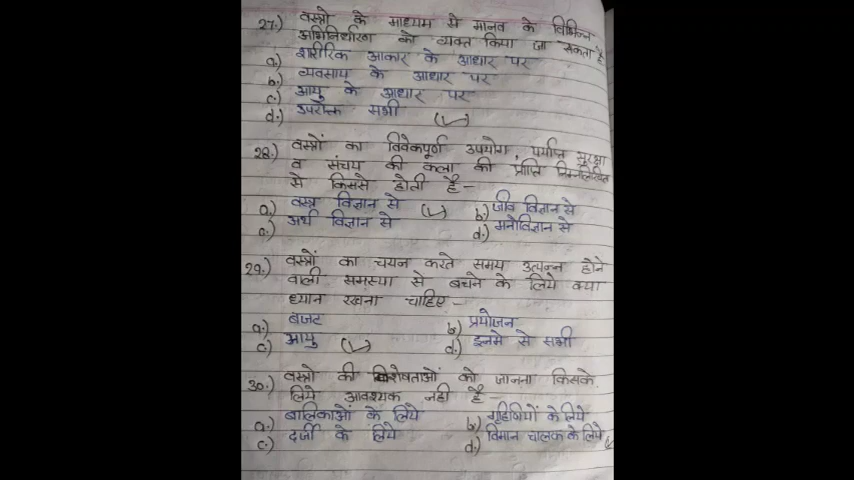 27.) वस्त्रो के माध्यम से मानव के विभिन्न
अभिनिर्धारण को व्यक्त किया जा सकता है
a.) शारीरिक आकार के आधार पर
b.) व्यवसाय के आधार पर
c.) आयु के आधार पर
d.) उपरोक्त सभी (✓)
28.) वस्त्रों का विवेकपूर्ण उपयोग, पर्याप्त सुरक्षा
व संचय की कला की प्राप्ति निम्नलिखित
मे किससे होती है-
a.) वस्त्र विज्ञान से (✓) b.) जीव विज्ञान से
c.) अर्थ विज्ञान से d.) मनोविज्ञान से
29.) वस्त्रों का चयन करते समय उत्पन्न होने
वाली समस्या से बचने के लिये क्या
ध्यान रखना चाहिए-
a.) बजट b.) प्रयोजन
c.) आयु (✓) d.) इनमे से सभी
30.) वस्त्रो की विशेषताओं को जानना किसके
लिये आवश्यक नही है-
a.) बालिकाओं के लिये b.) गृहिणियों के लिये
c.) दर्जी के लिये d.) विमान चालक के लिये